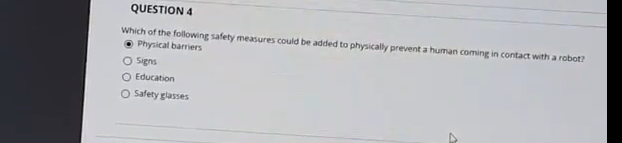 QUESTION 4
Which of the following safety measures could be added to physically prevent a human coming in contact with a robot?
Physical barriers
Signs
Education
Safety glasses